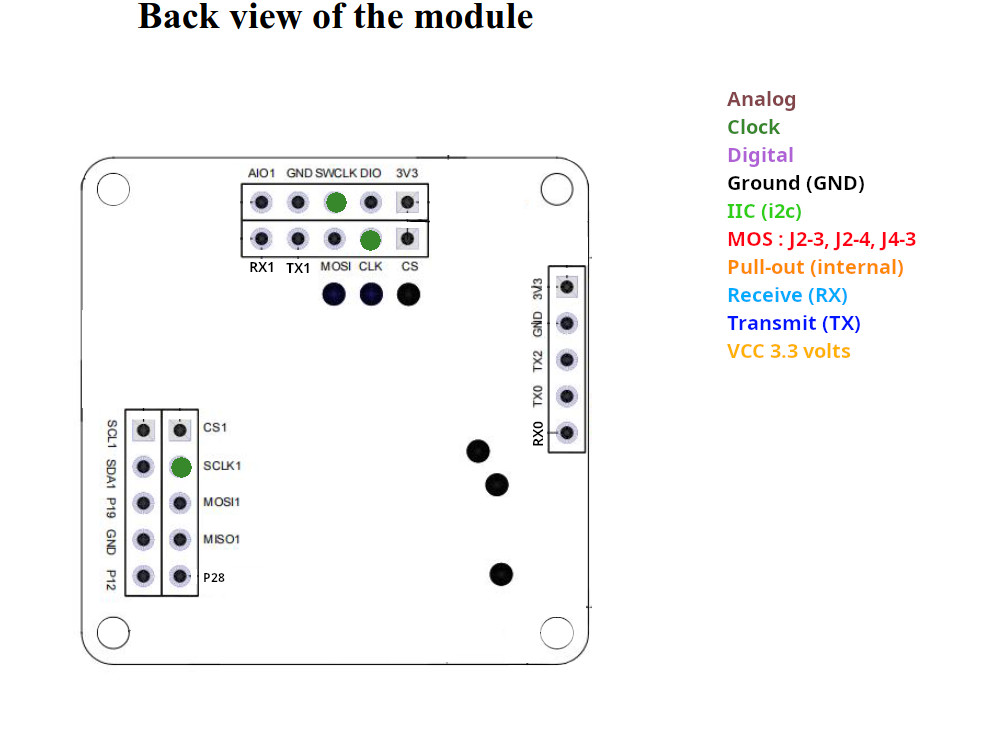 Back view of the module
Analog
Clock
Digital
Ground (GND)
IIC (i2c)
MOS : J2-3, J2-4, J4-3
Pull-out (internal)
Receive (RX)
Transmit (TX)
VCC 3.3 volts
AIO1 GND SWCLK DIO 3V3
RX1 TX1 MOSI CLK CS
3V3
GND
TX2
TX0
RX0
SCL1
SDA1
P19
GND
P12
CS1
SCLK1
MOSI1
MISO1
P28